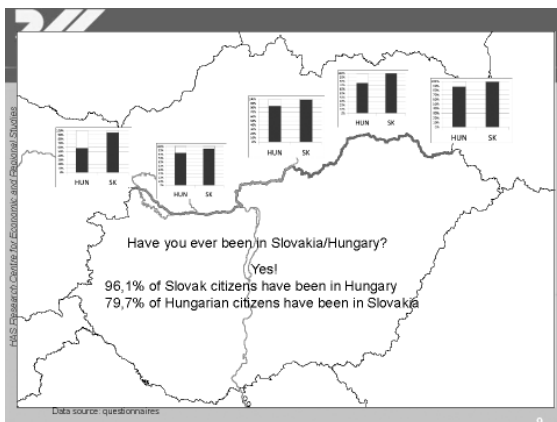 HAS Research Centre for Economic and Regional Studies
HUN SK
HUN SK
HUN SK
HUN SK
HUN SK
Have you ever been in Slovakia/Hungary?
Yes!
96,1% of Slovak citizens have been in Hungary
79,7% of Hungarian citizens have been in Slovakia
Data source: questionnaires
9